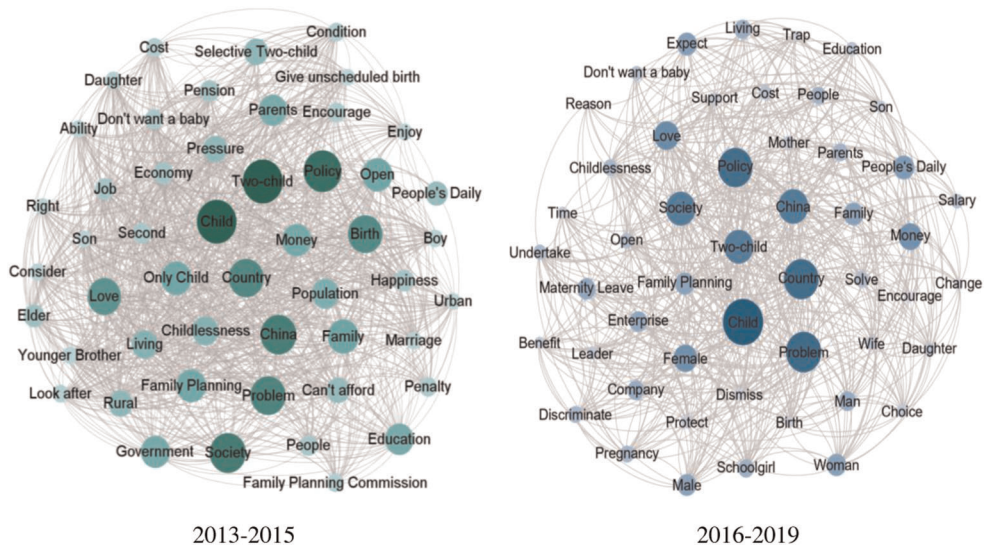 Condition
Cost
Selective Two-child
Daughter
Give unscheduled birth
Pension
Parents
Encourage
Don't want a baby
Ability
Enjoy
Pressure
Policy
Economy
Two-child
Open
Job
People's Daily
Right
Child
Birth
Son
Second
Money
Boy
Consider
Only Child
Country
Happiness
Love
Population
Urban
Elder
Childlessness
China
Family
Marriage
Living
Younger Brother
Family Planning
Can't afford
Penalty
Look after
Rural
Problem
Government
Society
People
Education
Family Planning Commission
2013-2015
Living
Trap
Expect
Education
Don't want a baby
Reason
Support
Cost
People
Son
Love
Mother
Parents
Childlessness
Policy
People's Daily
Time
Society
China
Family
Salary
Undertake
Open
Two-child
Money
Maternity Leave
Family Planning
Country
Solve
Change
Encourage
Enterprise
Child
Benefit
Leader
Female
Problem
Wife
Daughter
Company
Dismiss
Man
Choice
Discriminate
Protect
Birth
Pregnancy
Schoolgirl
Woman
Male
2016-2019